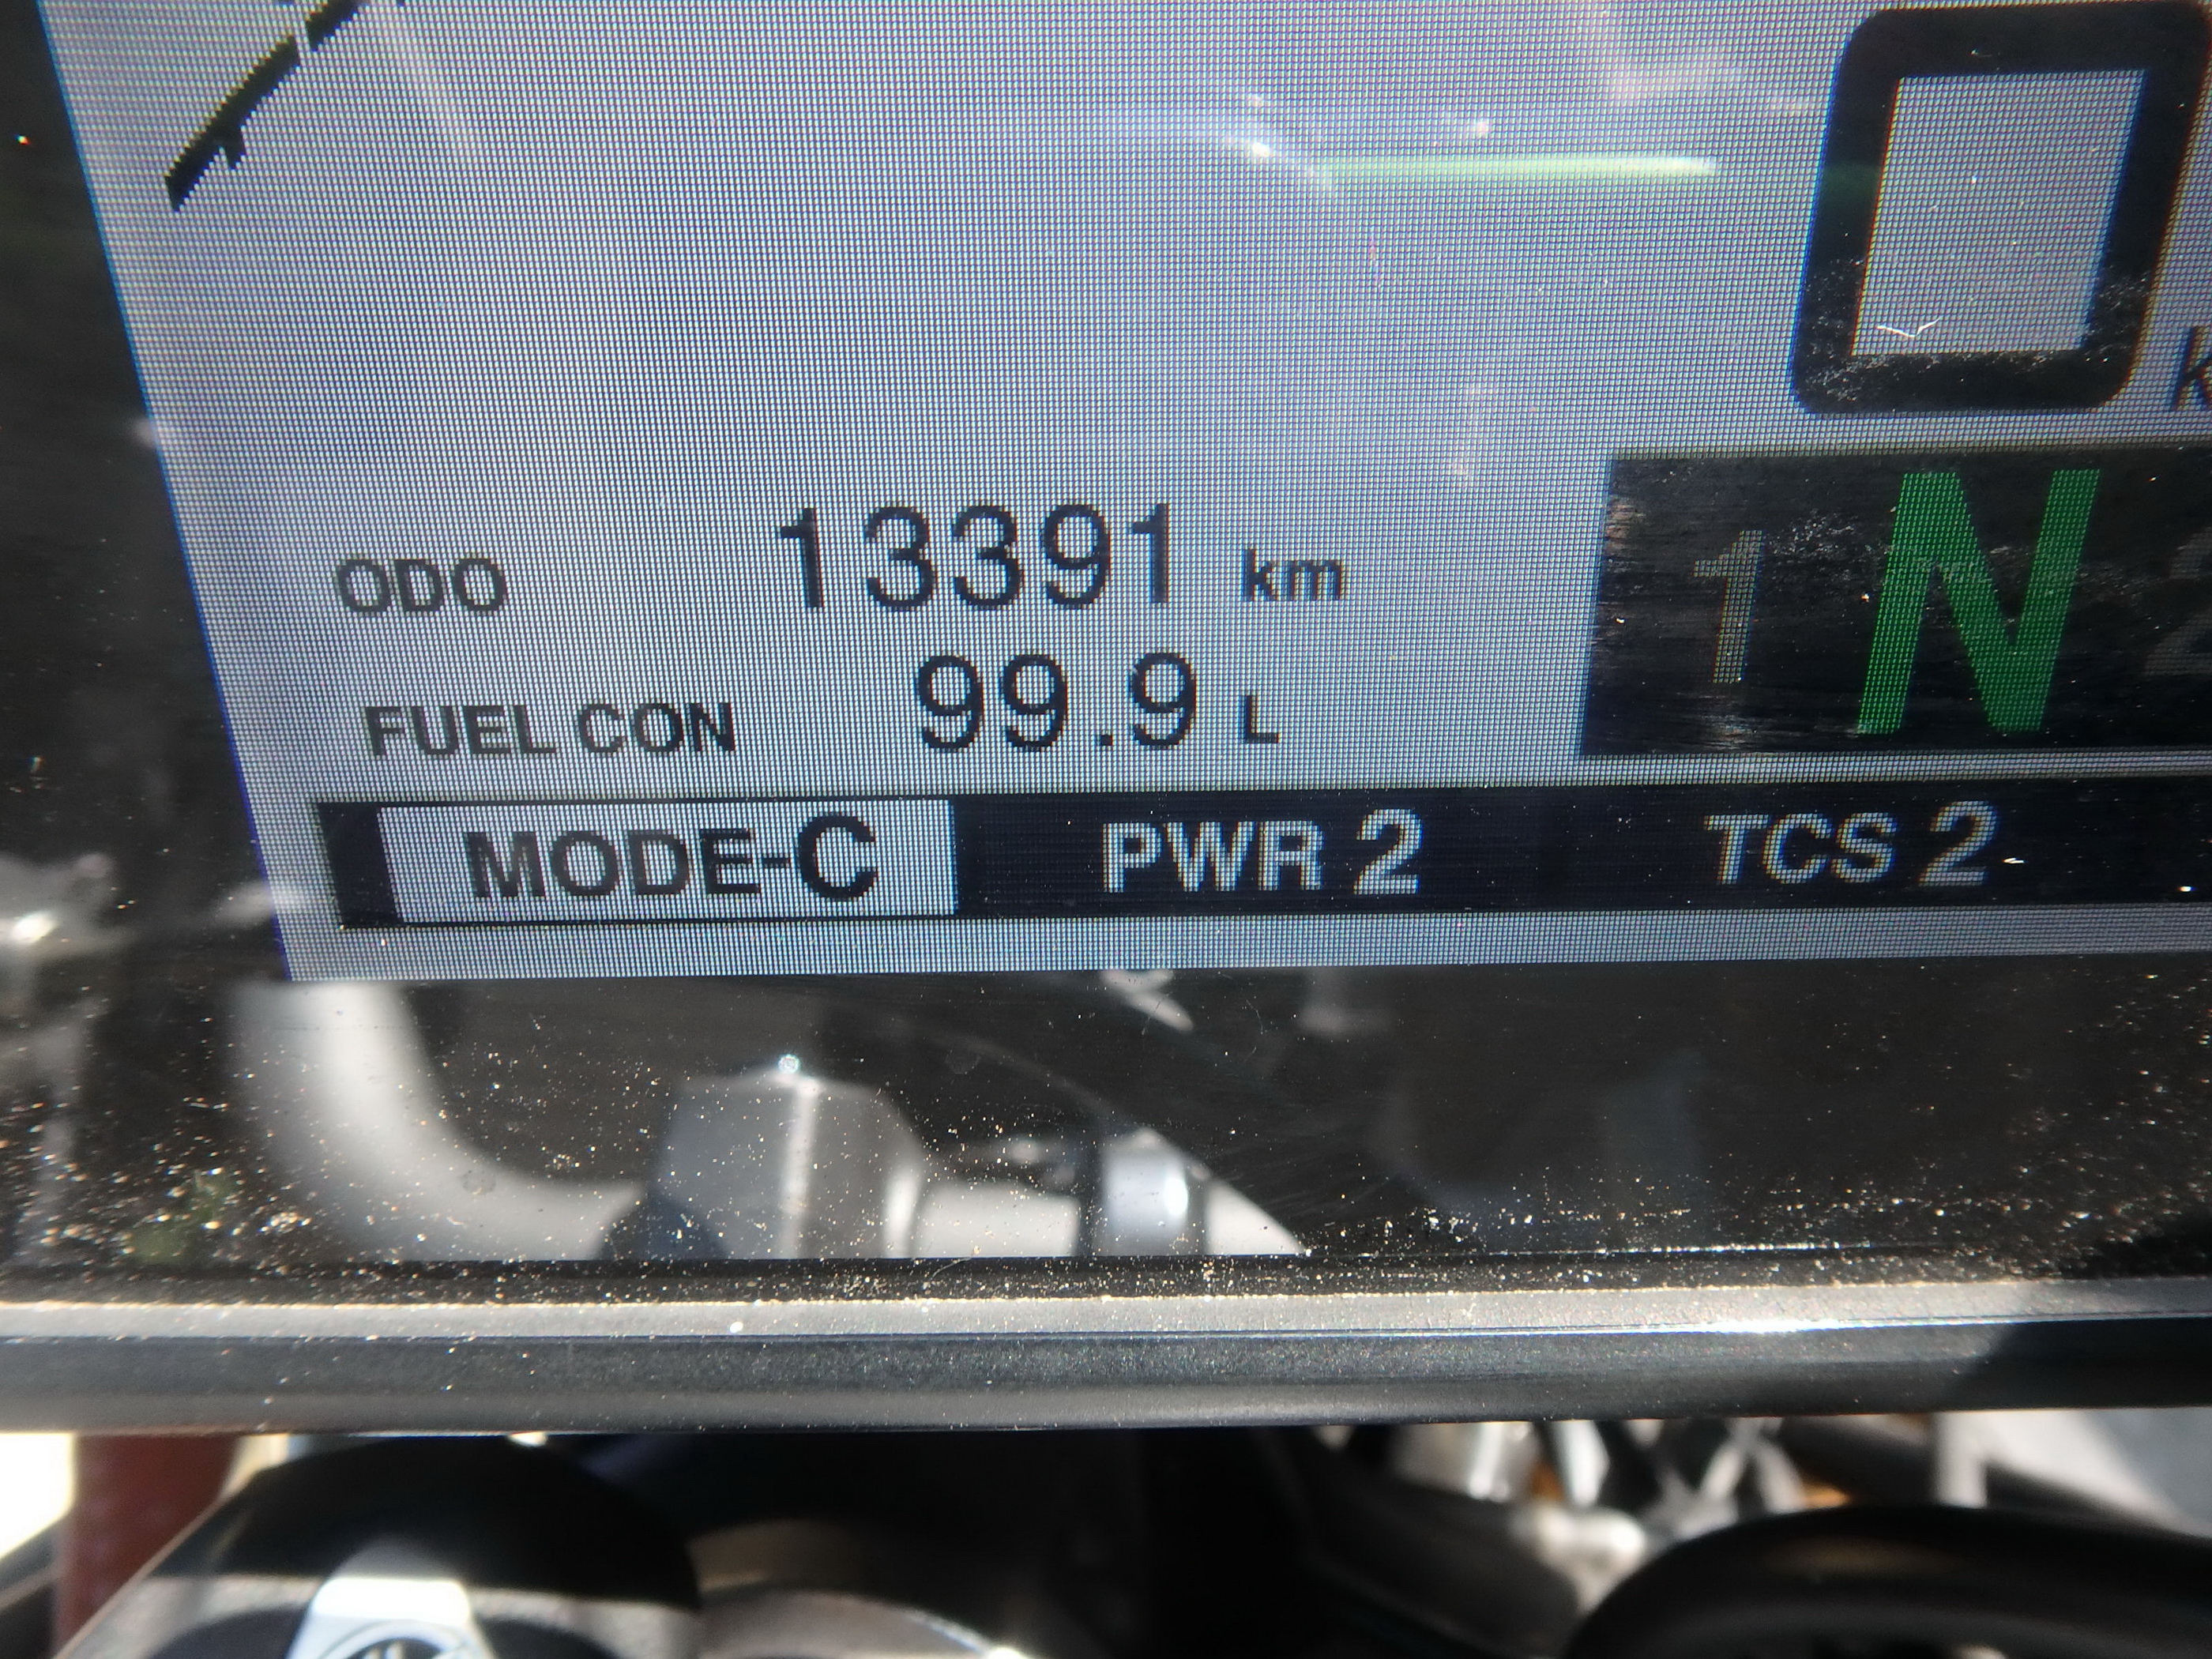 0
ODO 13391 km
1 N
FUEL CON 99.9 L
MODE-C PWR 2 TCS 2